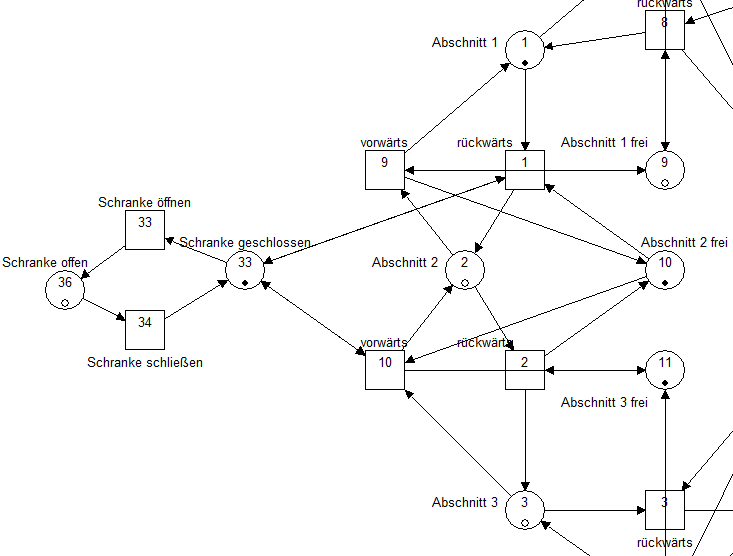 rückwärts
8
Abschnitt 1
1
vorwärts
9
rückwärts
1
Abschnitt 1 frei
9
Schranke öffnen
33
Schranke geschlossen
33
Schranke offen
36
34
Schranke schließen
Abschnitt 2
2
Abschnitt 2 frei
10
vorwärts
10
rückwärts
2
11
Abschnitt 3 frei
Abschnitt 3
3
3
rückwärts